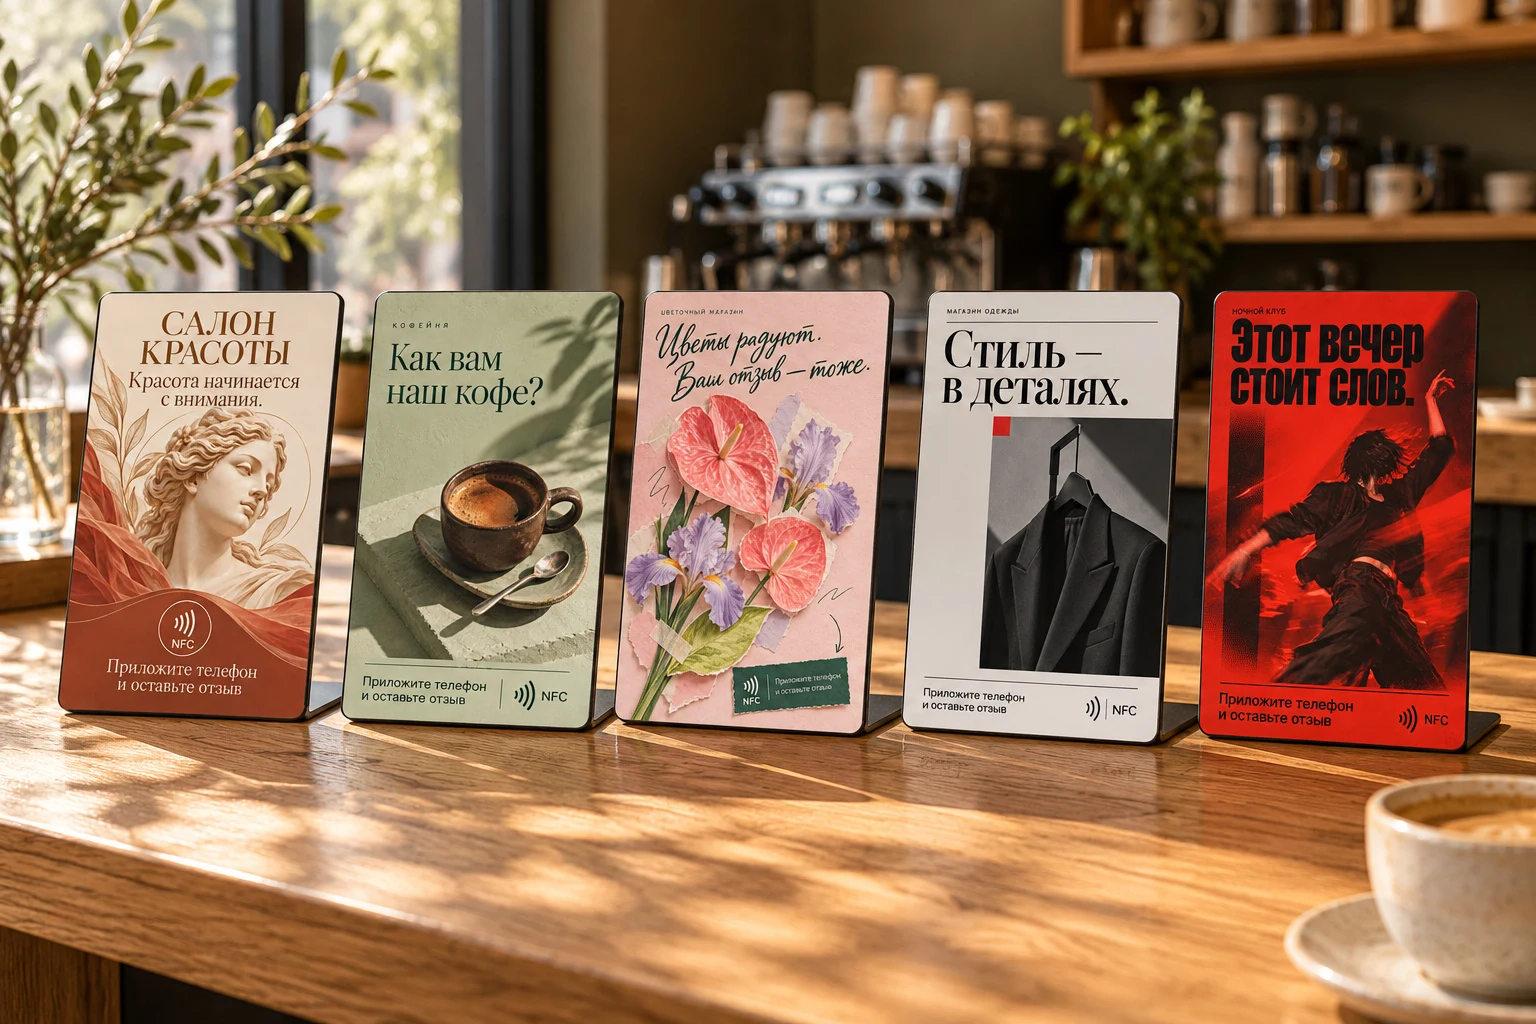 САЛОН
КРАСОТЫ
Красота начинается
с внимания.
NFC
Приложите телефон
и оставьте отзыв
КОФЕЙНЯ
Как вам
наш кофе?
Приложите телефон
и оставьте отзыв
NFC
ЦВЕТОЧНЫЙ МАГАЗИН
Цветы радуют.
Ваш отзыв — тоже.
NFC
Приложите телефон
и оставьте отзыв
МАГАЗИН ОДЕЖДЫ
Стиль —
в деталях.
Приложите телефон
и оставьте отзыв
NFC
НОЧНОЙ КЛУБ
Этот вечер
стоит слов.
Приложите телефон
и оставьте отзыв
NFC